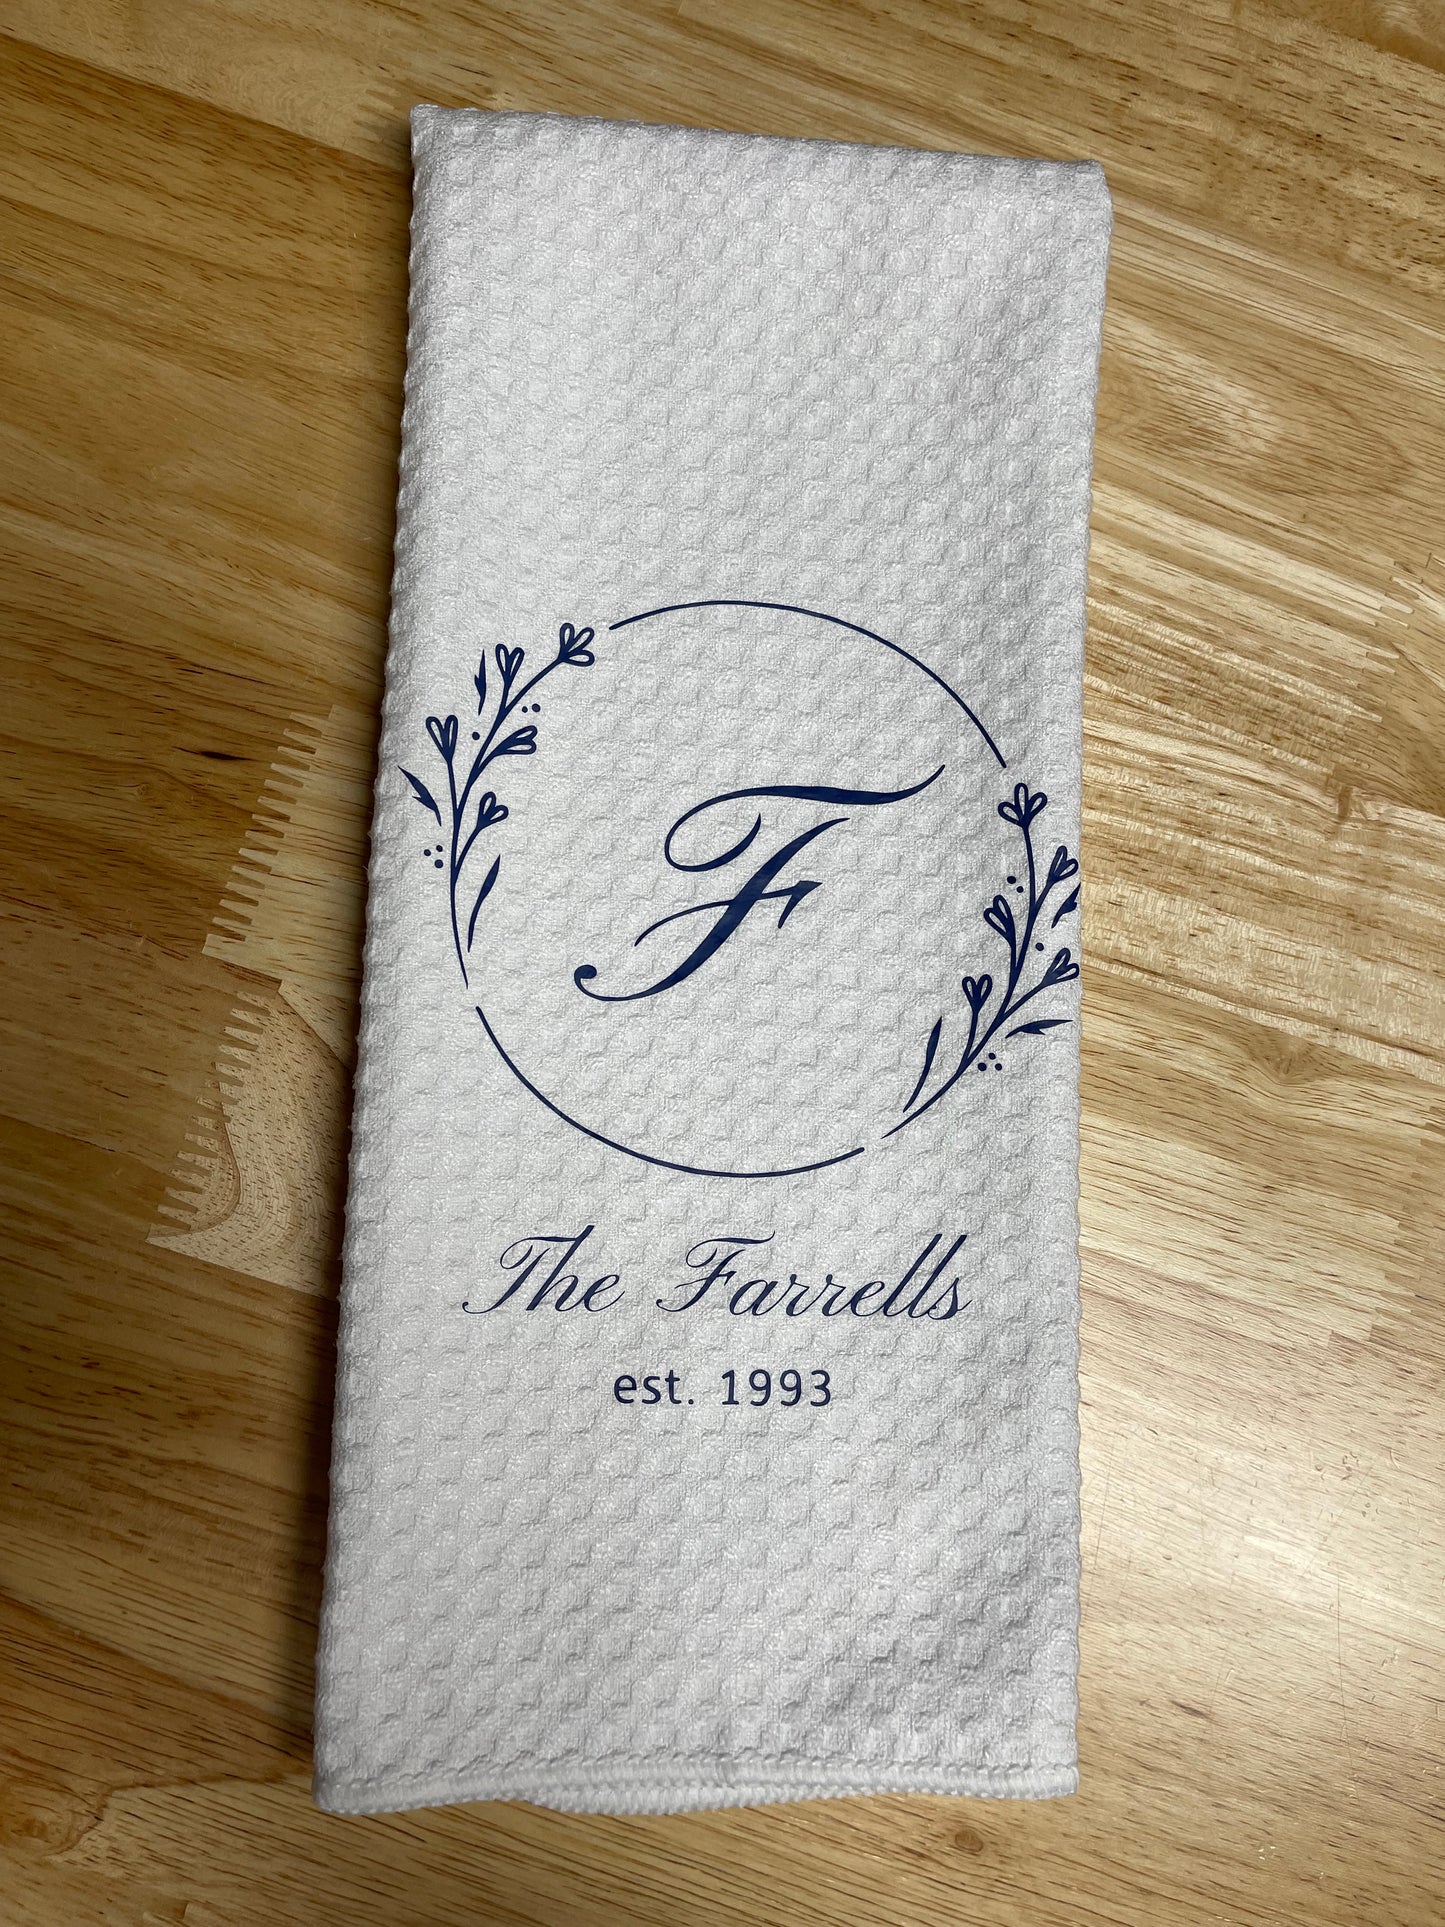 F
The Farrells
est. 1993